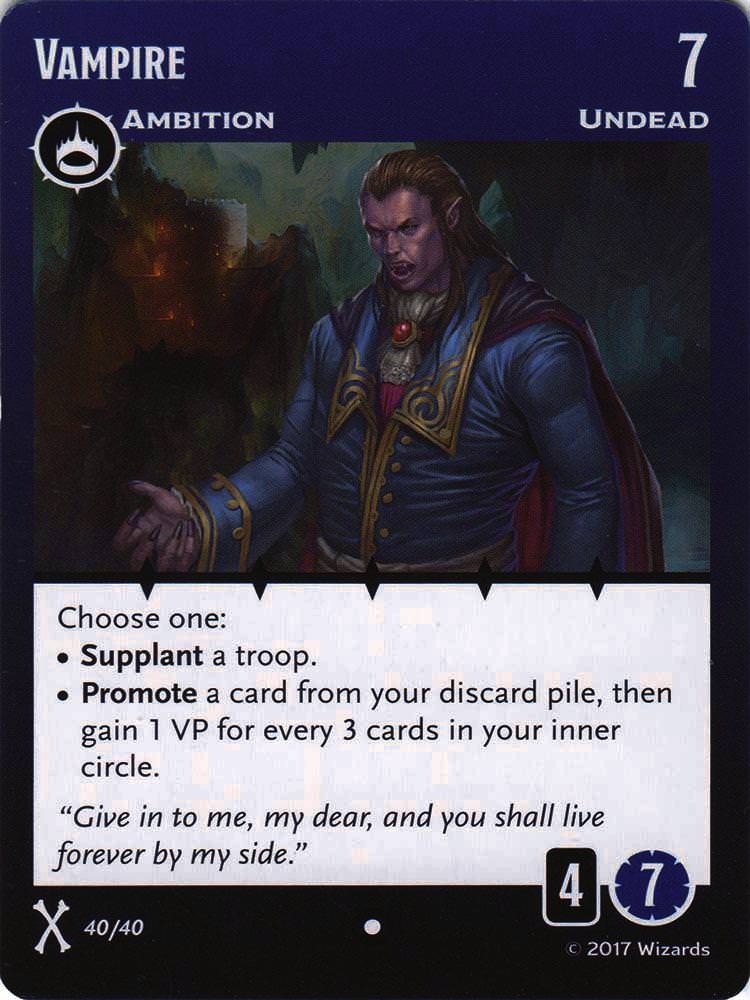 VAMPIRE
7
AMBITION
UNDEAD
Choose one:
• Supplant a troop.
• Promote a card from your discard pile, then
gain 1 VP for every 3 cards in your inner
circle.
“Give in to me, my dear, and you shall live
forever by my side.”
4
7
40/40
© 2017 Wizards